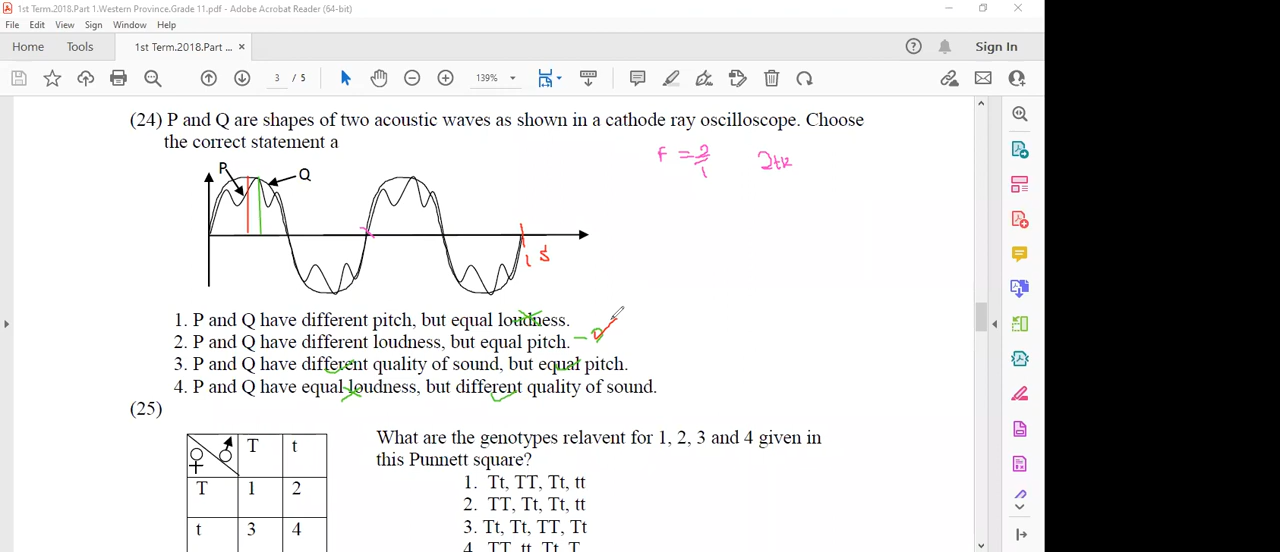 1st Term.2018.Part 1.Western Province.Grade 11.pdf - Adobe Acrobat Reader (64-bit)
File Edit View Sign Window Help
Home Tools 1st Term.2018.Part ... × Sign In
3 / 5 139%
(24) P and Q are shapes of two acoustic waves as shown in a cathode ray oscilloscope. Choose
the correct statement a
F = 2/1
P
Q
1 s
1. P and Q have different pitch, but equal loudness.
2. P and Q have different loudness, but equal pitch.
3. P and Q have different quality of sound, but equal pitch.
4. P and Q have equal loudness, but different quality of sound.
(25)
What are the genotypes relavent for 1, 2, 3 and 4 given in
this Punnett square?
♀ ♂ T t
T 1 2
t 3 4
1. Tt, TT, Tt, tt
2. TT, Tt, Tt, tt
3. Tt, Tt, TT, Tt
4. TT, tt, Tt, T